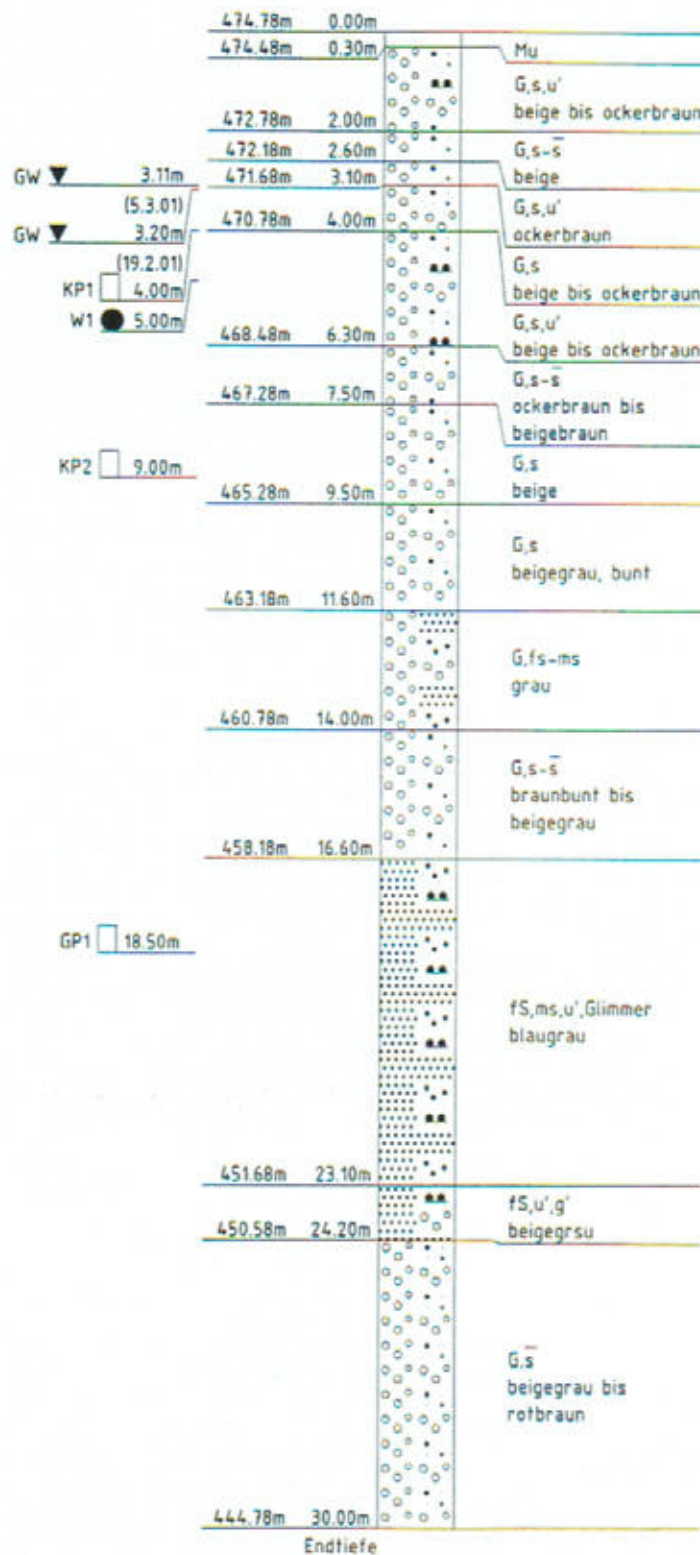 474.78m 0.00m
474.48m 0.30m
Mu
G,s,u'
beige bis ockerbraun
472.78m 2.00m
G,s-s̄
beige
472.18m 2.60m
GW 3.11m
(5.3.01)
471.68m 3.10m
G,s,u'
ockerbraun
GW 3.20m
(19.2.01)
470.78m 4.00m
G,s
beige bis ockerbraun
KP1 4.00m
W1 5.00m
G,s,u'
beige bis ockerbraun
468.48m 6.30m
G,s-s̄
ockerbraun bis
beigebraun
467.28m 7.50m
KP2 9.00m
G,s
beige
465.28m 9.50m
G,s
beigegrau, bunt
463.18m 11.60m
G,fs-ms
grau
460.78m 14.00m
G,s-s̄
braunbunt bis
beigegrau
458.18m 16.60m
GP1 18.50m
fS,ms,u',Glimmer
blaugrau
451.68m 23.10m
fS,u',g'
beigegrsu
450.58m 24.20m
G,s̄
beigegrau bis
rotbraun
444.78m 30.00m
Endtiefe